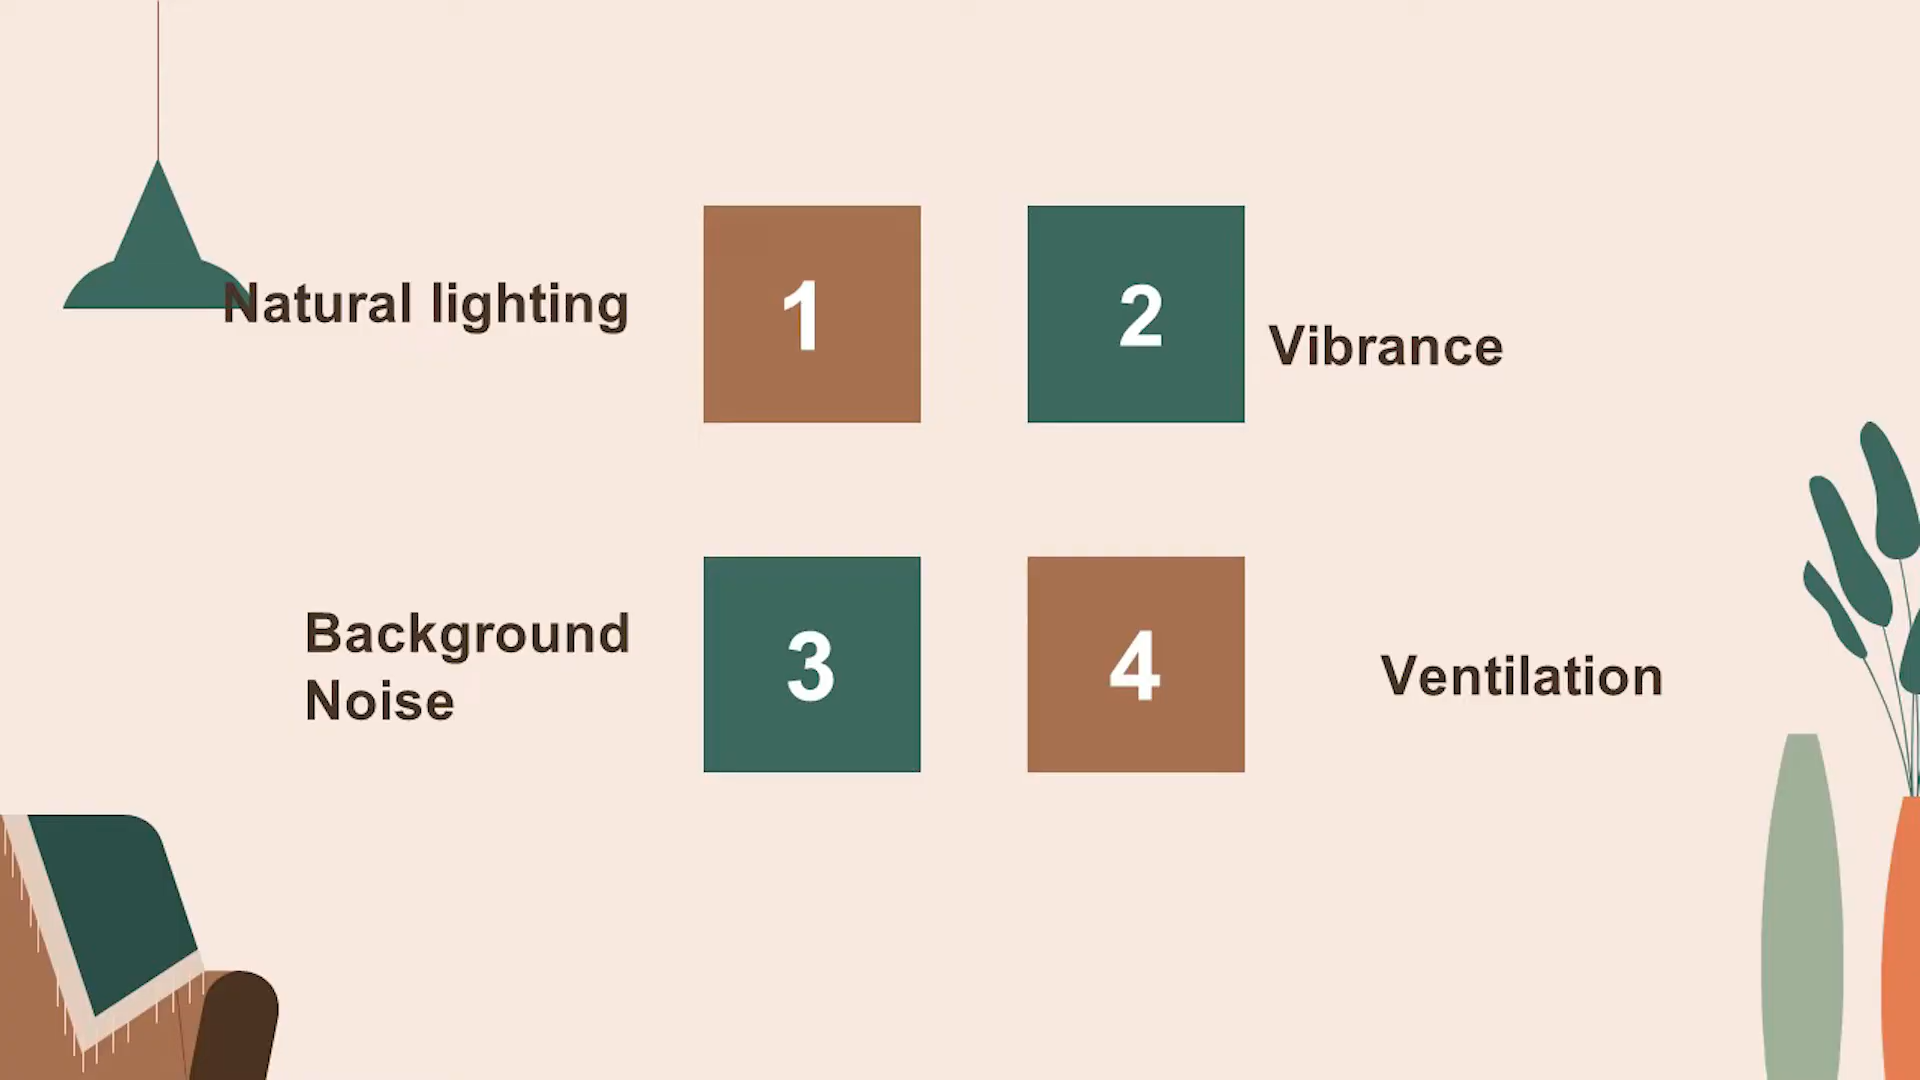 Natural lighting
1
2
Vibrance
Background
Noise
3
4
Ventilation